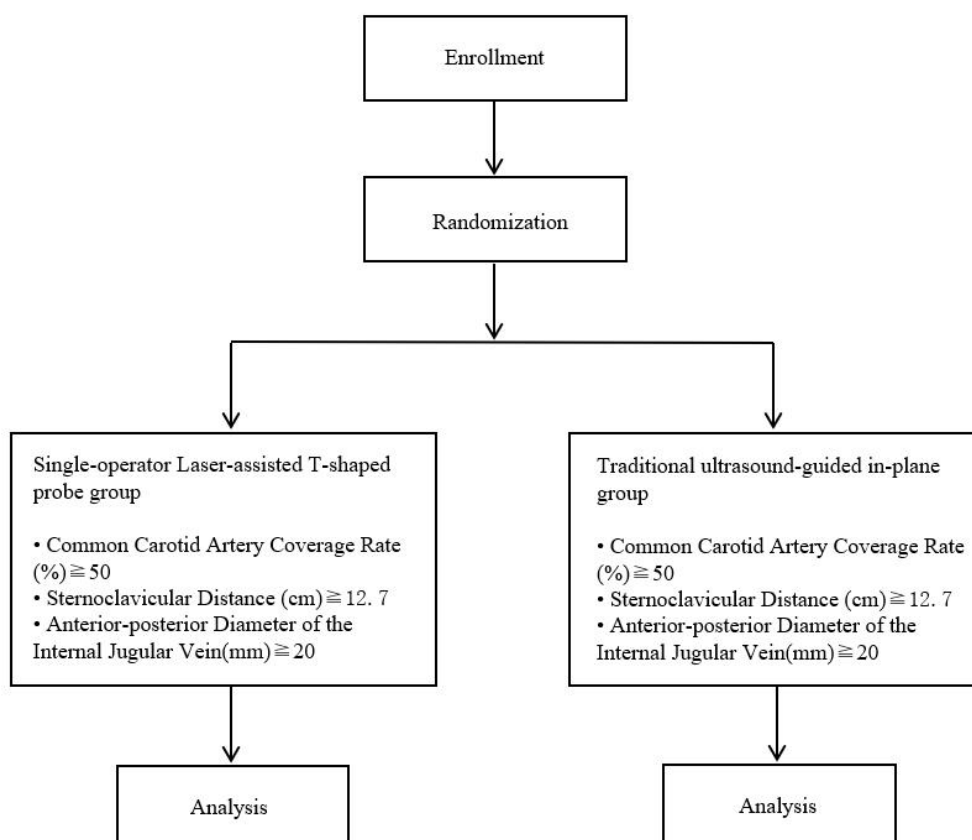 Enrollment
Randomization
Single-operator Laser-assisted T-shaped
probe group
• Common Carotid Artery Coverage Rate
(%)≧50
• Sternoclavicular Distance (cm)≧12.7
• Anterior-posterior Diameter of the
Internal Jugular Vein(mm)≧20
Traditional ultrasound-guided in-plane
group
• Common Carotid Artery Coverage Rate
(%)≧50
• Sternoclavicular Distance (cm)≧12.7
• Anterior-posterior Diameter of the
Internal Jugular Vein(mm)≧20
Analysis
Analysis